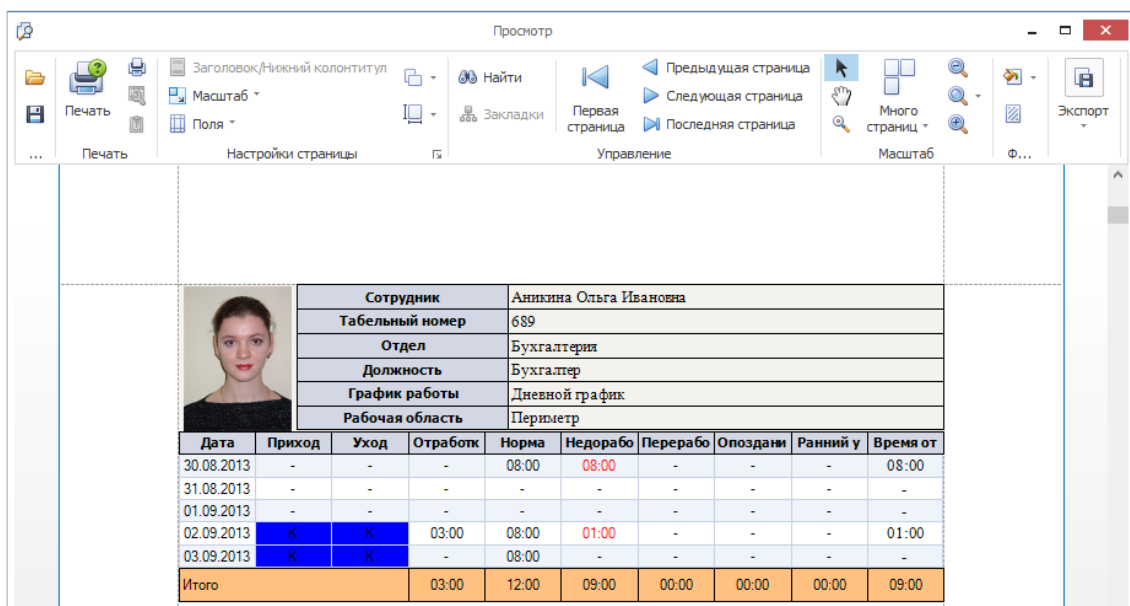 Просмотр
Заголовок/Нижний колонтитул
Масштаб
Поля
Печать
Найти
Закладки
Первая страница
Предыдущая страница
Следующая страница
Последняя страница
Много страниц
Экспорт
... Печать Настройки страницы Управление Масштаб Ф...
Сотрудник Аникина Ольга Ивановна
Табельный номер 689
Отдел Бухгалтерия
Должность Бухгалтер
График работы Дневной график
Рабочая область Периметр
Дата Приход Уход Отработк Норма Недорабо Перерабо Опоздани Ранний у Время от
30.08.2013 - - - 08:00 08:00 - - - 08:00
31.08.2013 - - - - - - - - -
01.09.2013 - - - - - - - - -
02.09.2013 К К 03:00 08:00 01:00 - - - 01:00
03.09.2013 К К - 08:00 - - - - -
Итого 03:00 12:00 09:00 00:00 00:00 00:00 09:00